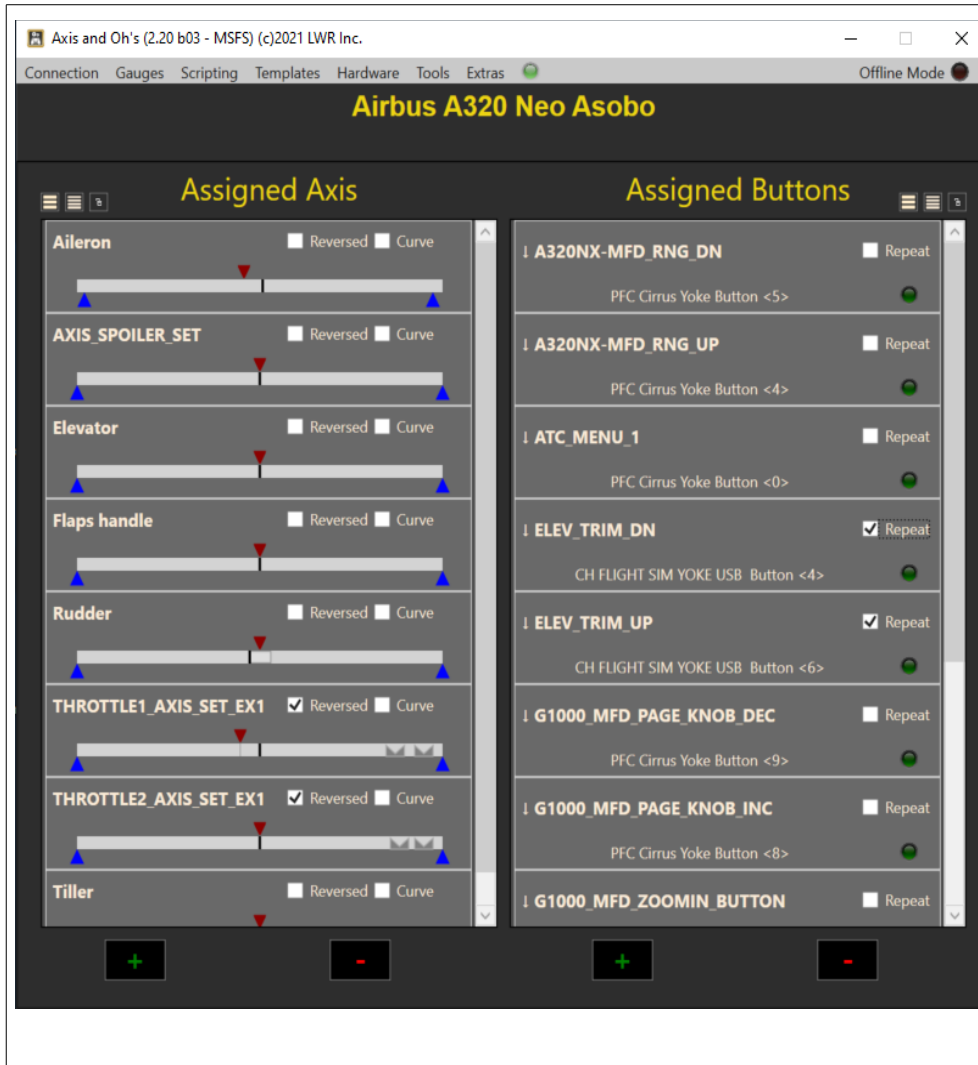 Axis and Oh's (2.20 b03 - MSFS) (c)2021 LWR Inc.
Connection Gauges Scripting Templates Hardware Tools Extras Offline Mode
Airbus A320 Neo Asobo
Assigned Axis
Aileron Reversed Curve
AXIS_SPOILER_SET Reversed Curve
Elevator Reversed Curve
Flaps handle Reversed Curve
Rudder Reversed Curve
THROTTLE1_AXIS_SET_EX1 Reversed Curve
THROTTLE2_AXIS_SET_EX1 Reversed Curve
Tiller Reversed Curve
+ -
Assigned Buttons
↓ A320NX-MFD_RNG_DN Repeat
PFC Cirrus Yoke Button <5>
↓ A320NX-MFD_RNG_UP Repeat
PFC Cirrus Yoke Button <4>
↓ ATC_MENU_1 Repeat
PFC Cirrus Yoke Button <0>
↓ ELEV_TRIM_DN Repeat
CH FLIGHT SIM YOKE USB Button <4>
↓ ELEV_TRIM_UP Repeat
CH FLIGHT SIM YOKE USB Button <6>
↓ G1000_MFD_PAGE_KNOB_DEC Repeat
PFC Cirrus Yoke Button <9>
↓ G1000_MFD_PAGE_KNOB_INC Repeat
PFC Cirrus Yoke Button <8>
↓ G1000_MFD_ZOOMIN_BUTTON Repeat
+ -